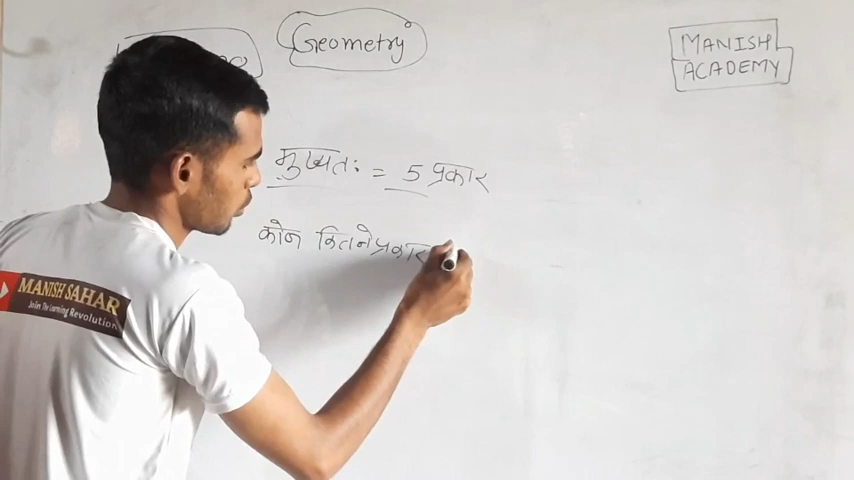 Geometry
MANISH
ACADEMY
मुख्यतः = 5 प्रकार
कोण कितने प्रकार
MANISH SAHAR
Join The Learning Revolution